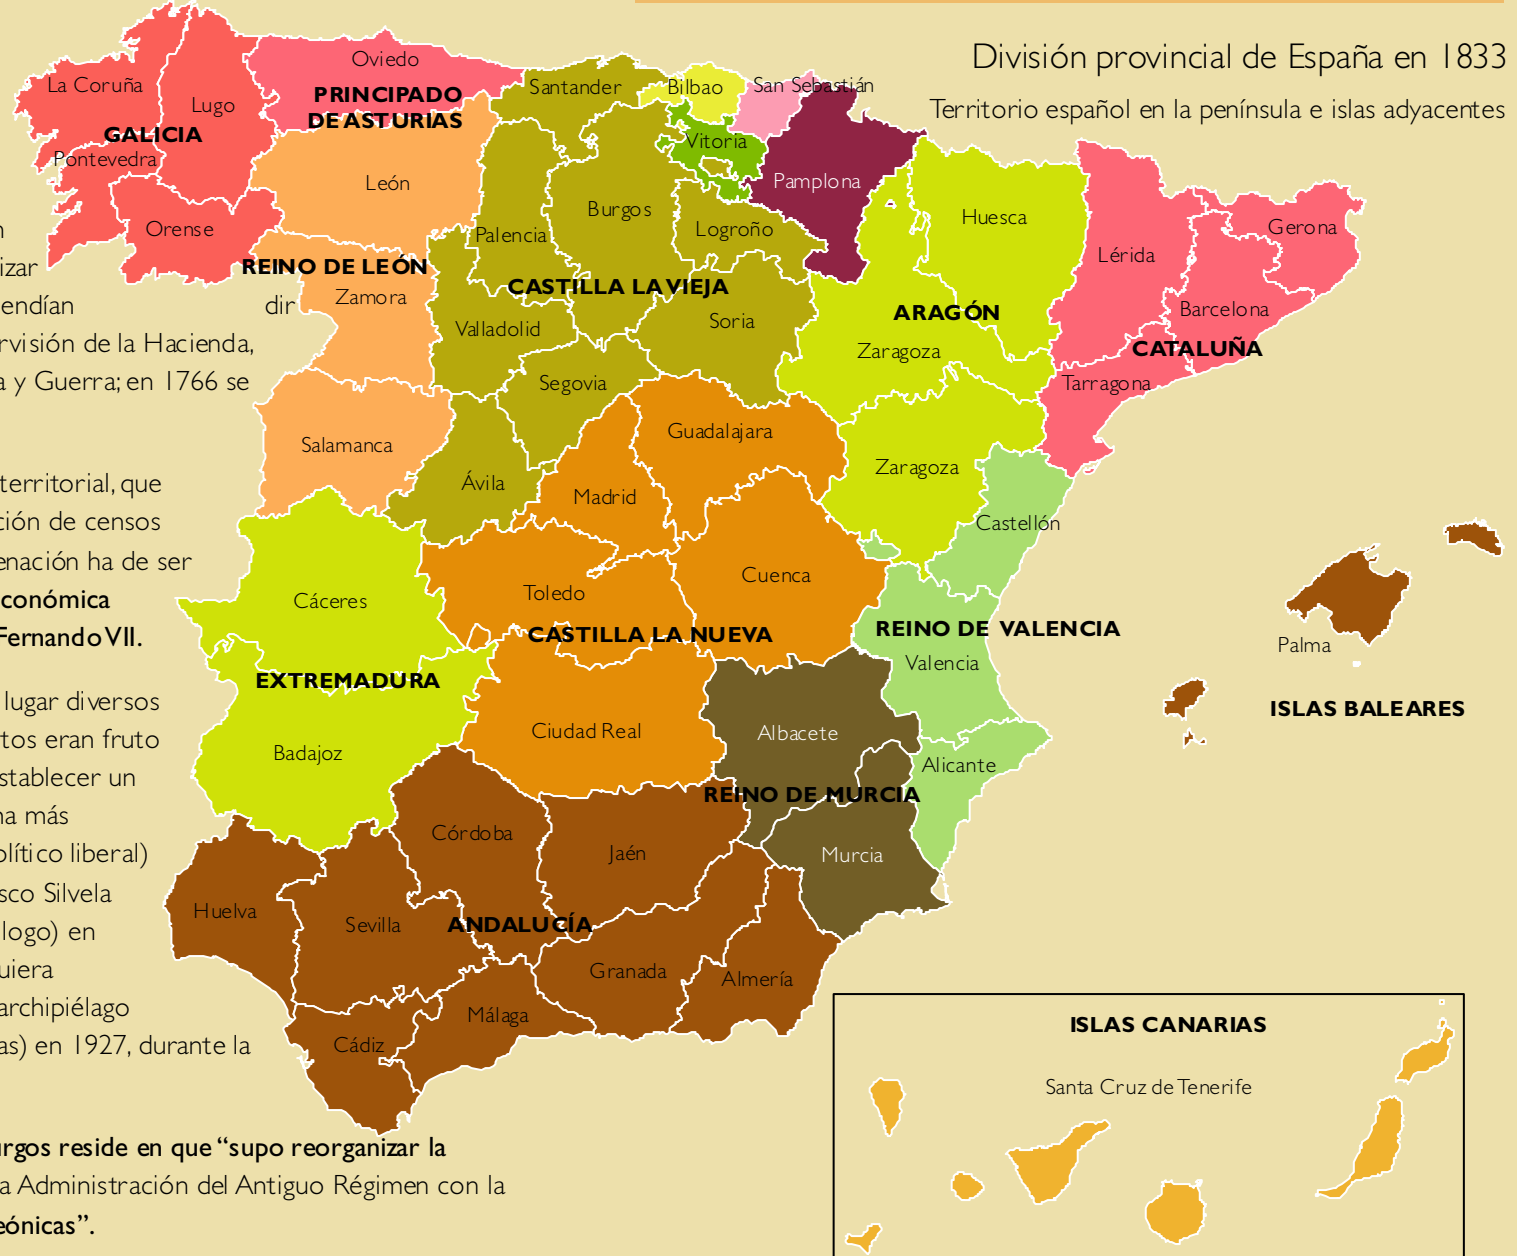 División provincial de España en 1833
Territorio español en la península e islas adyacentes
Oviedo
Santander
Bilbao
San Sebastián
La Coruña
Lugo
PRINCIPADO
DE ASTURIAS
GALICIA
Vitoria
Pontevedra
León
Pamplona
Orense
Burgos
Palencia
Logroño
Huesca
Gerona
Lérida
REINO DE LEÓN
Zamora
CASTILLA LA VIEJA
Valladolid
Soria
ARAGÓN
Zaragoza
Barcelona
CATALUÑA
Tarragona
Segovia
Salamanca
Ávila
Guadalajara
Madrid
Zaragoza
Castellón
Cáceres
Toledo
Cuenca
CASTILLA LA NUEVA
REINO DE VALENCIA
Valencia
Palma
ISLAS BALEARES
EXTREMADURA
Badajoz
Ciudad Real
Albacete
Alicante
REINO DE MURCIA
Murcia
Córdoba
Jaén
Huelva
Sevilla
ANDALUCÍA
Granada
Almería
Málaga
Cádiz
ISLAS CANARIAS
Santa Cruz de Tenerife
n
izar
endían dir
rvisión de la Hacienda,
a y Guerra; en 1766 se
territorial, que
ción de censos
enación ha de ser
conómica
Fernando VII.
lugar diversos
tos eran fruto
stablecer un
na más
olítico liberal)
sco Silvela
logo) en
uiera
archipiélago
as) en 1927, durante la
urgos reside en que “supo reorganizar la
a Administración del Antiguo Régimen con la
eónicas”.